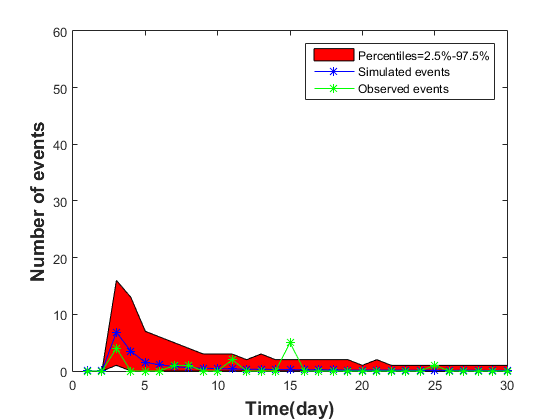 60
50
40
30
20
10
0
Number of events
Percentiles=2.5%-97.5%
Simulated events
Observed events
0 5 10 15 20 25 30
Time(day)